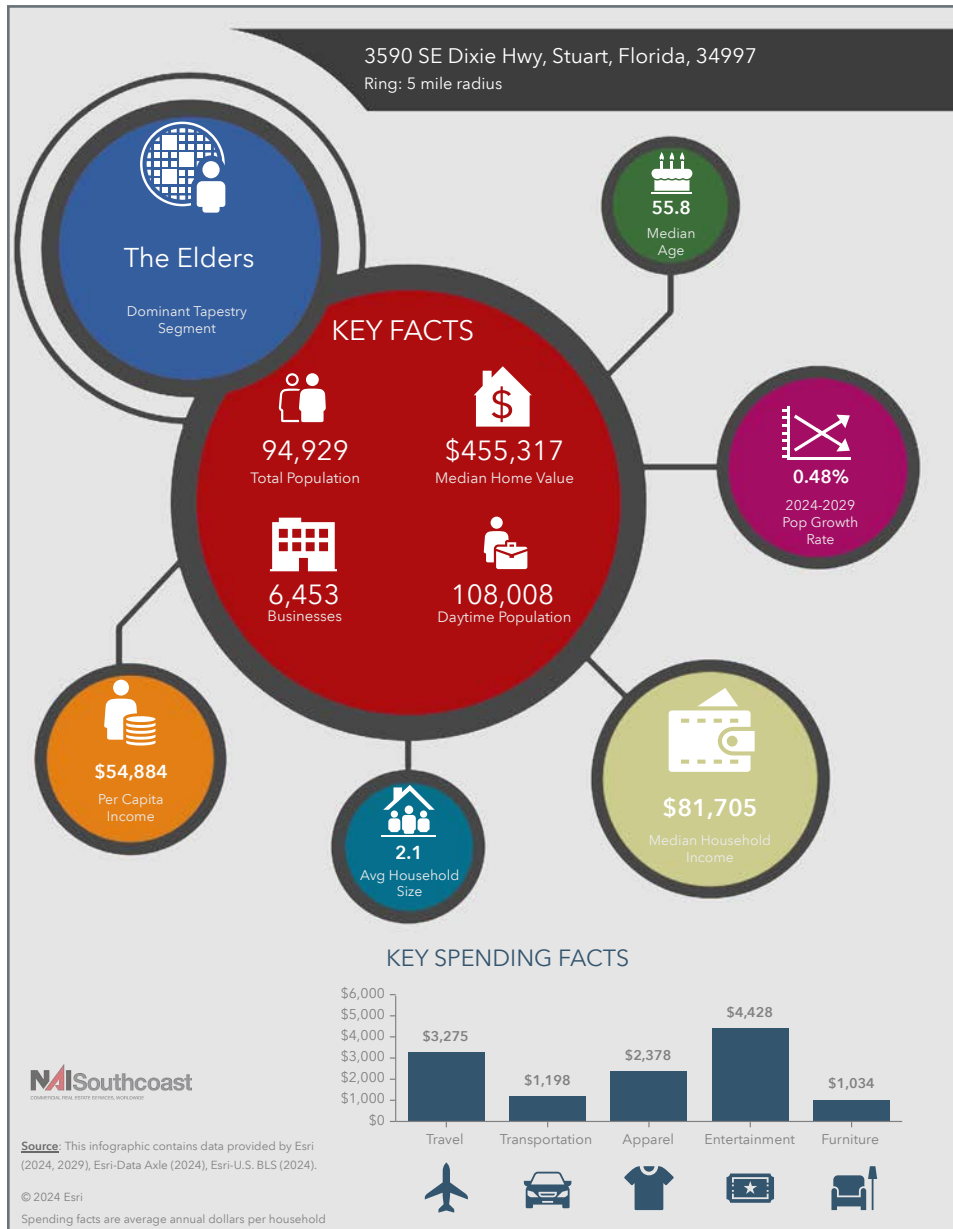 3590 SE Dixie Hwy, Stuart, Florida, 34997
Ring: 5 mile radius
The Elders
Dominant Tapestry
Segment
55.8
Median
Age
KEY FACTS
94,929
Total Population
$455,317
Median Home Value
6,453
Businesses
108,008
Daytime Population
0.48%
2024-2029
Pop Growth
Rate
$54,884
Per Capita
Income
2.1
Avg Household
Size
$81,705
Median Household
Income
KEY SPENDING FACTS
$6,000
$5,000
$4,000
$3,000
$2,000
$1,000
$0
$3,275
$1,198
$2,378
$4,428
$1,034
Travel
Transportation
Apparel
Entertainment
Furniture
NAISouthcoast
COMMERCIAL REAL ESTATE SERVICES, WORLDWIDE
Source: This infographic contains data provided by Esri
(2024, 2029), Esri-Data Axle (2024), Esri-U.S. BLS (2024).
© 2024 Esri
Spending facts are average annual dollars per household